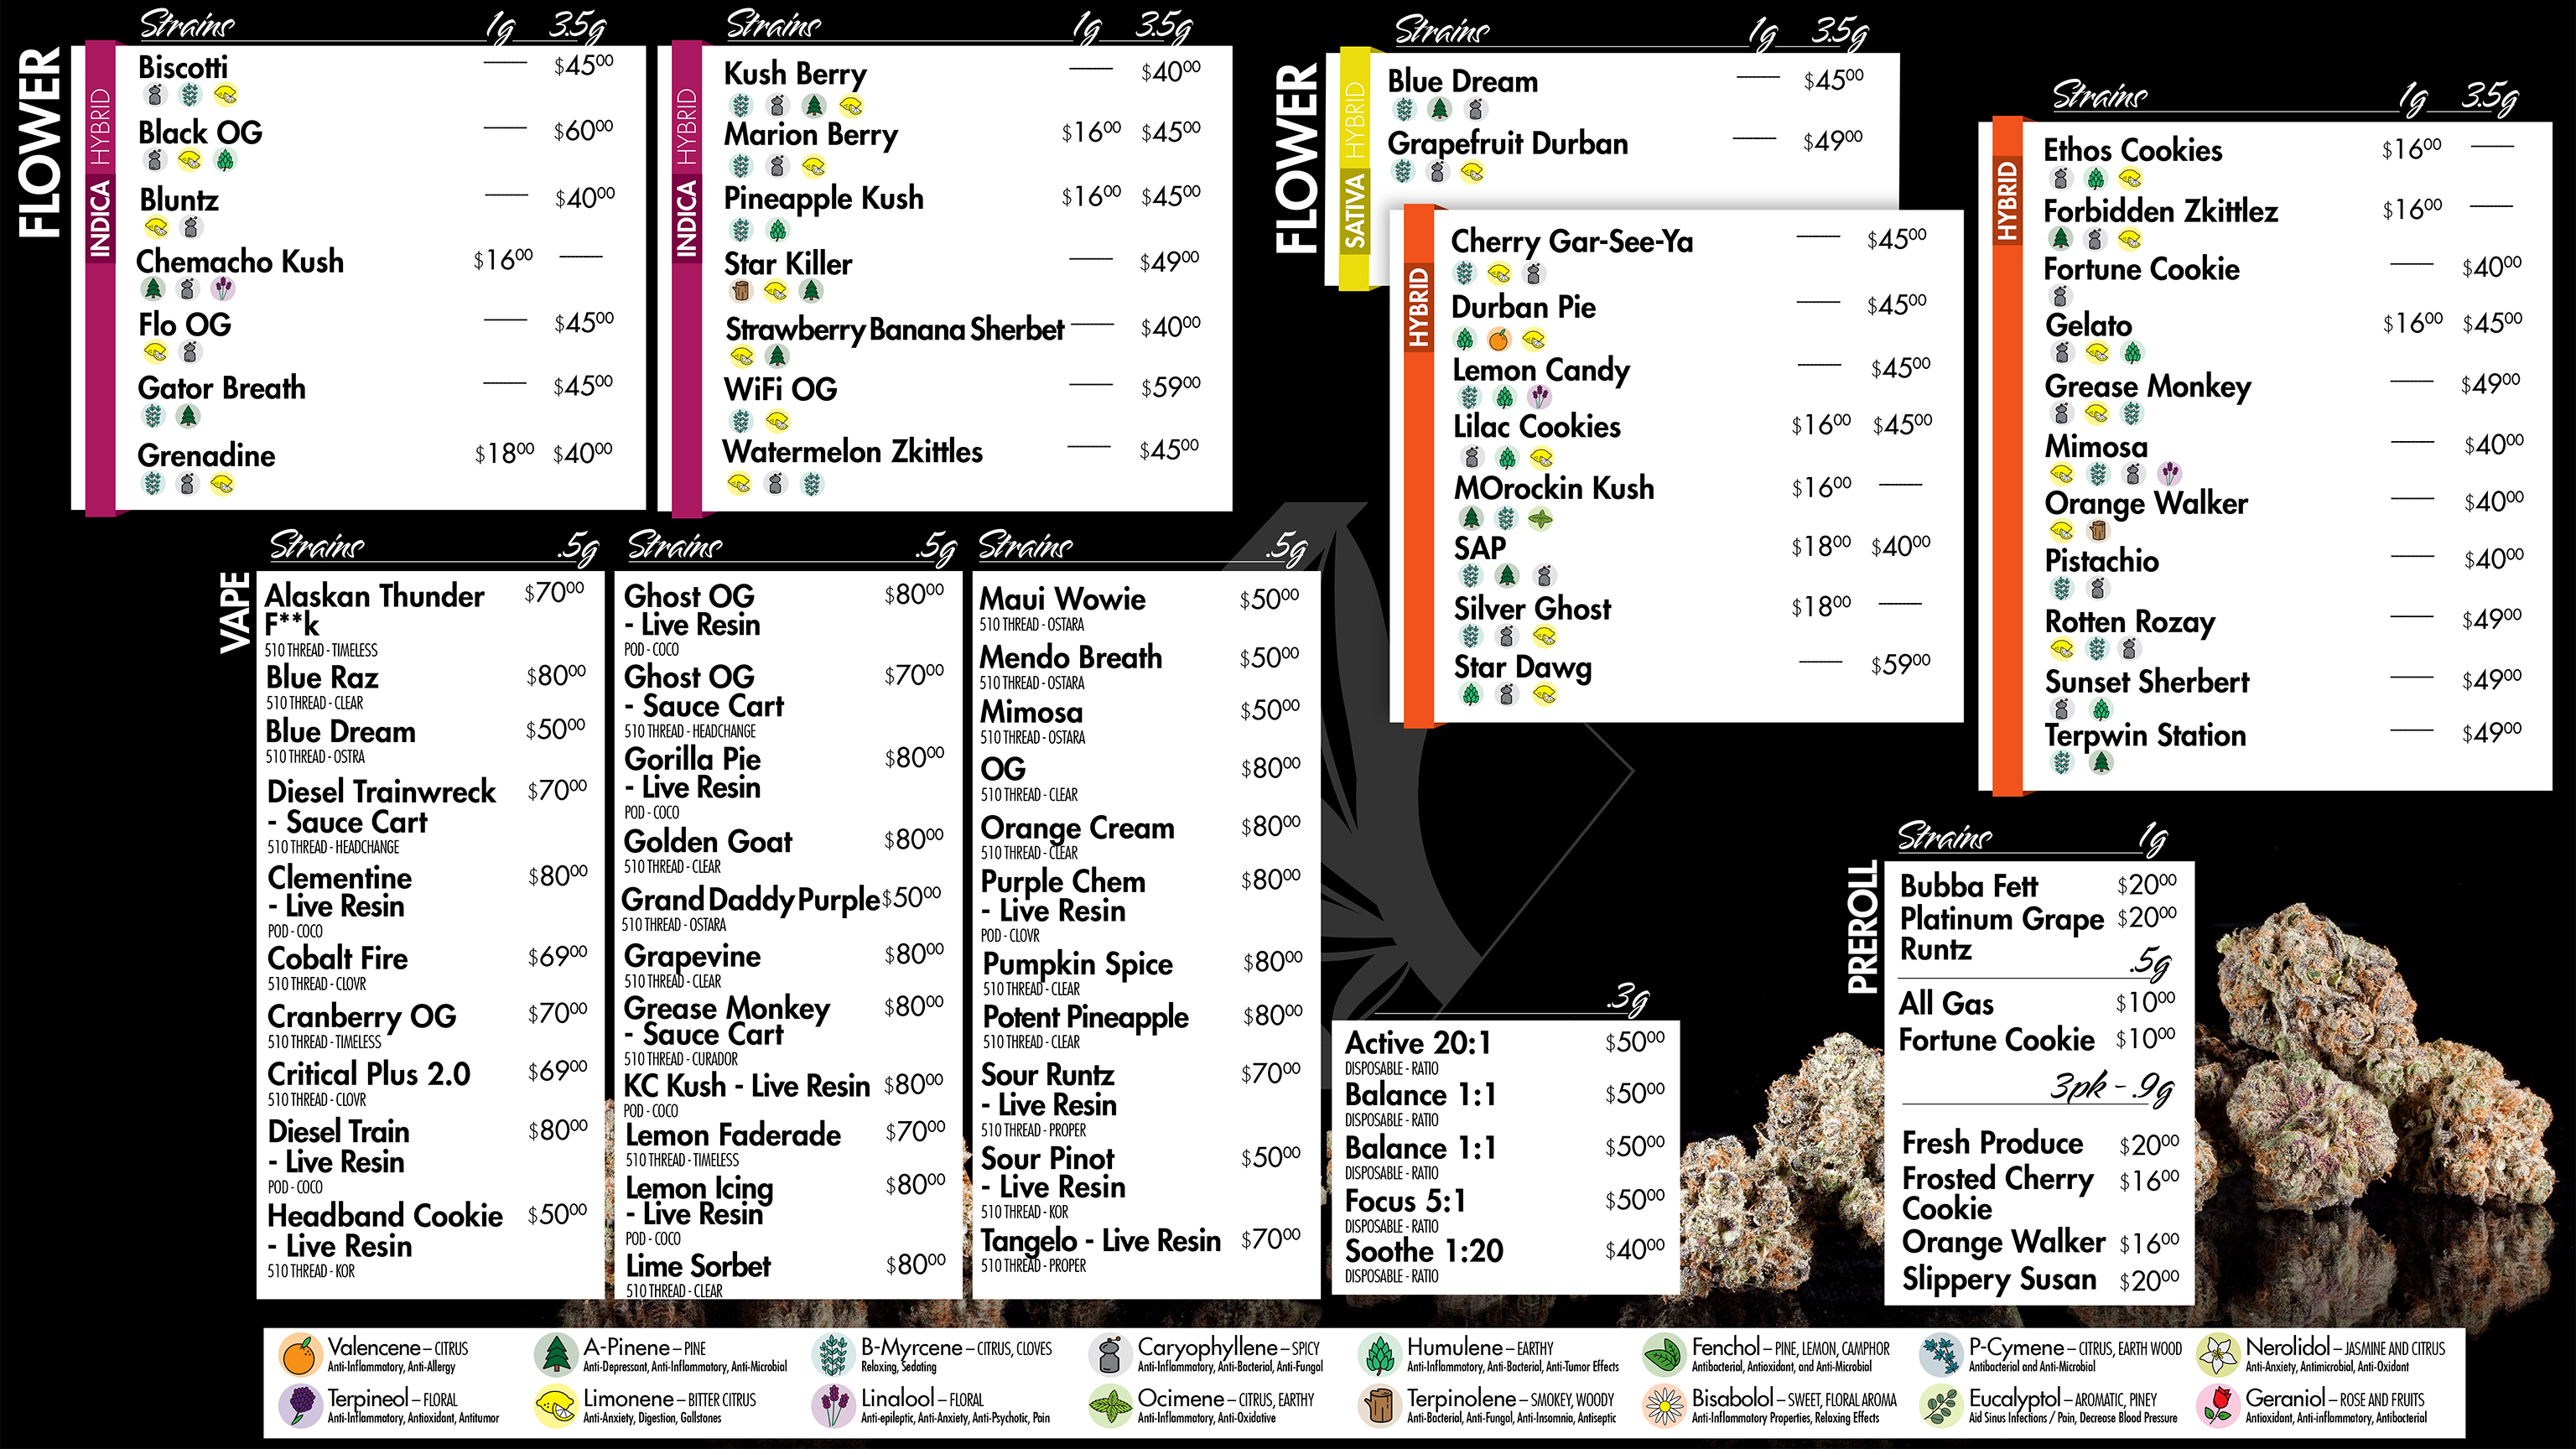 FLOWER
INDICA HYBRID
Strains 1g 3.5g
Biscotti —— $45⁰⁰
Black OG —— $60⁰⁰
Bluntz —— $40⁰⁰
Chemacho Kush $16⁰⁰ ——
Flo OG —— $45⁰⁰
Gator Breath —— $45⁰⁰
Grenadine $18⁰⁰ $40⁰⁰
INDICA HYBRID
Strains 1g 3.5g
Kush Berry —— $40⁰⁰
Marion Berry $16⁰⁰ $45⁰⁰
Pineapple Kush $16⁰⁰ $45⁰⁰
Star Killer —— $49⁰⁰
Strawberry Banana Sherbet —— $40⁰⁰
WiFi OG —— $59⁰⁰
Watermelon Zkittles —— $45⁰⁰
FLOWER
SATIVA HYBRID
Strains 1g 3.5g
Blue Dream —— $45⁰⁰
Grapefruit Durban —— $49⁰⁰
HYBRID
Cherry Gar-See-Ya —— $45⁰⁰
Durban Pie —— $45⁰⁰
Lemon Candy —— $45⁰⁰
Lilac Cookies $16⁰⁰ $45⁰⁰
MOrockin Kush $16⁰⁰ ——
SAP $18⁰⁰ $40⁰⁰
Silver Ghost $18⁰⁰ ——
Star Dawg —— $59⁰⁰
HYBRID
Strains 1g 3.5g
Ethos Cookies $16⁰⁰ ——
Forbidden Zkittlez $16⁰⁰ ——
Fortune Cookie —— $40⁰⁰
Gelato $16⁰⁰ $45⁰⁰
Grease Monkey —— $49⁰⁰
Mimosa —— $40⁰⁰
Orange Walker —— $40⁰⁰
Pistachio —— $40⁰⁰
Rotten Rozay —— $49⁰⁰
Sunset Sherbert —— $49⁰⁰
Terpwin Station —— $49⁰⁰
VAPE
Strains .5g
Alaskan Thunder $70⁰⁰
F**k
510 THREAD - TIMELESS
Blue Raz $80⁰⁰
510 THREAD - CLEAR
Blue Dream $50⁰⁰
510 THREAD - OSTRA
Diesel Trainwreck $70⁰⁰
- Sauce Cart
510 THREAD - HEADCHANGE
Clementine $80⁰⁰
- Live Resin
POD - COCO
Cobalt Fire $69⁰⁰
510 THREAD - CLOVR
Cranberry OG $70⁰⁰
510 THREAD - TIMELESS
Critical Plus 2.0 $69⁰⁰
510 THREAD - CLOVR
Diesel Train $80⁰⁰
- Live Resin
POD - COCO
Headband Cookie $50⁰⁰
- Live Resin
510 THREAD - KOR
Strains .5g
Ghost OG $80⁰⁰
- Live Resin
POD - COCO
Ghost OG $70⁰⁰
- Sauce Cart
510 THREAD - HEADCHANGE
Gorilla Pie $80⁰⁰
- Live Resin
POD - COCO
Golden Goat $80⁰⁰
510 THREAD - CLEAR
Grand Daddy Purple $50⁰⁰
510 THREAD - OSTARA
Grapevine $80⁰⁰
510 THREAD - CLEAR
Grease Monkey $80⁰⁰
- Sauce Cart
510 THREAD - CURADOR
KC Kush - Live Resin $80⁰⁰
POD - COCO
Lemon Faderade $70⁰⁰
510 THREAD - TIMELESS
Lemon Icing $80⁰⁰
- Live Resin
POD - COCO
Lime Sorbet $80⁰⁰
510 THREAD - CLEAR
Strains .5g
Maui Wowie $50⁰⁰
510 THREAD - OSTARA
Mendo Breath $50⁰⁰
510 THREAD - OSTARA
Mimosa $50⁰⁰
510 THREAD - OSTARA
OG $80⁰⁰
510 THREAD - CLEAR
Orange Cream $80⁰⁰
510 THREAD - CLEAR
Purple Chem $80⁰⁰
- Live Resin
POD - CLOVR
Pumpkin Spice $80⁰⁰
510 THREAD - CLEAR
Potent Pineapple $80⁰⁰
510 THREAD - CLEAR
Sour Runtz $70⁰⁰
- Live Resin
510 THREAD - PROPER
Sour Pinot $50⁰⁰
- Live Resin
510 THREAD - KOR
Tangelo - Live Resin $70⁰⁰
510 THREAD - PROPER
.3g
Active 20:1 $50⁰⁰
DISPOSABLE - RATIO
Balance 1:1 $50⁰⁰
DISPOSABLE - RATIO
Balance 1:1 $50⁰⁰
DISPOSABLE - RATIO
Focus 5:1 $50⁰⁰
DISPOSABLE - RATIO
Soothe 1:20 $40⁰⁰
DISPOSABLE - RATIO
PREROLL
Strains 1g
Bubba Fett $20⁰⁰
Platinum Grape $20⁰⁰
Runtz
.5g
All Gas $10⁰⁰
Fortune Cookie $10⁰⁰
3pk - .9g
Fresh Produce $20⁰⁰
Frosted Cherry $16⁰⁰
Cookie
Orange Walker $16⁰⁰
Slippery Susan $20⁰⁰
Valencene – CITRUS
Anti-Inflammatory, Anti-Allergy
A-Pinene – PINE
Anti-Depressant, Anti-Inflammatory, Anti-Microbial
B-Myrcene – CITRUS, CLOVES
Relaxing, Sedating
Caryophyllene – SPICY
Anti-Inflammatory, Anti-Bacterial, Anti-Fungal
Humulene – EARTHY
Anti-Inflammatory, Anti-Bacterial, Anti-Tumor Effects
Fenchol – PINE, LEMON, CAMPHOR
Antibacterial, Antioxidant, and Anti-Microbial
P-Cymene – CITRUS, EARTH WOOD
Antibacterial and Anti-Microbial
Nerolidol – JASMINE AND CITRUS
Anti-Anxiety, Antimicrobial, Anti-Oxidant
Terpineol – FLORAL
Anti-Inflammatory, Antioxidant, Antitumor
Limonene – BITTER CITRUS
Anti-Anxiety, Digestion, Gallstones
Linalool – FLORAL
Anti-epileptic, Anti-Anxiety, Anti-Psychotic, Pain
Ocimene – CITRUS, EARTHY
Anti-Inflammatory, Anti-Oxidative
Terpinolene – SMOKEY, WOODY
Anti-Bacterial, Anti-Fungal, Anti-Insomnia, Antiseptic
Bisabolol – SWEET, FLORAL AROMA
Anti-Inflammatory Properties, Relaxing Effects
Eucalyptol – AROMATIC, PINEY
Aid Sinus Infections / Pain, Decrease Blood Pressure
Geraniol – ROSE AND FRUITS
Antioxidant, Anti-inflammatory, Antibacterial